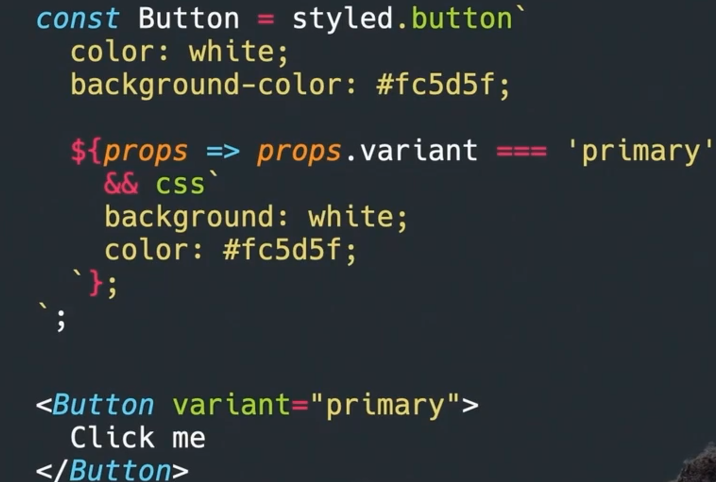 const Button = styled.button`
  color: white;
  background-color: #fc5d5f;

  ${props => props.variant === 'primary'
    && css`
    background: white;
    color: #fc5d5f;
  `};
`;

<Button variant="primary">
  Click me
</Button>